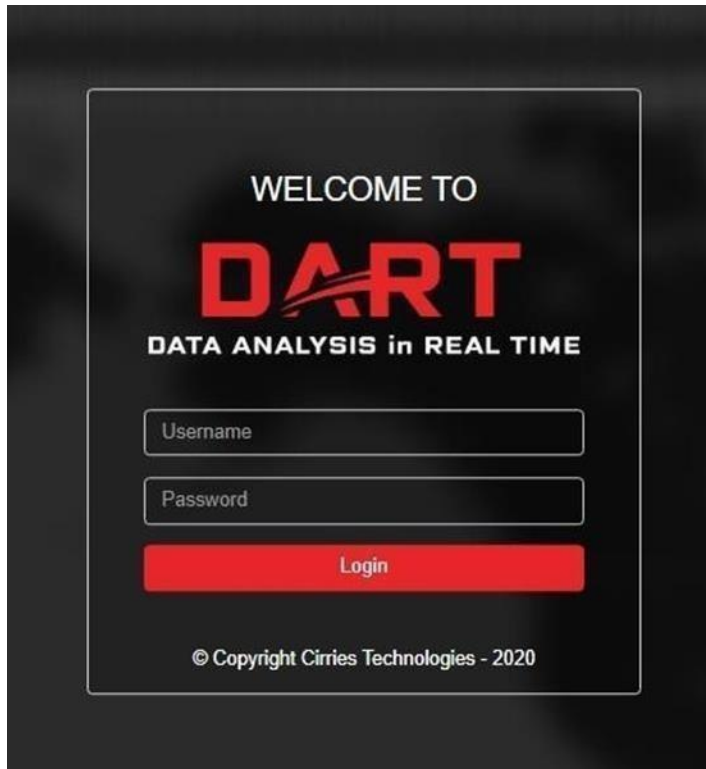 WELCOME TO
DART
DATA ANALYSIS in REAL TIME
Username
Password
Login
© Copyright Cirries Technologies - 2020